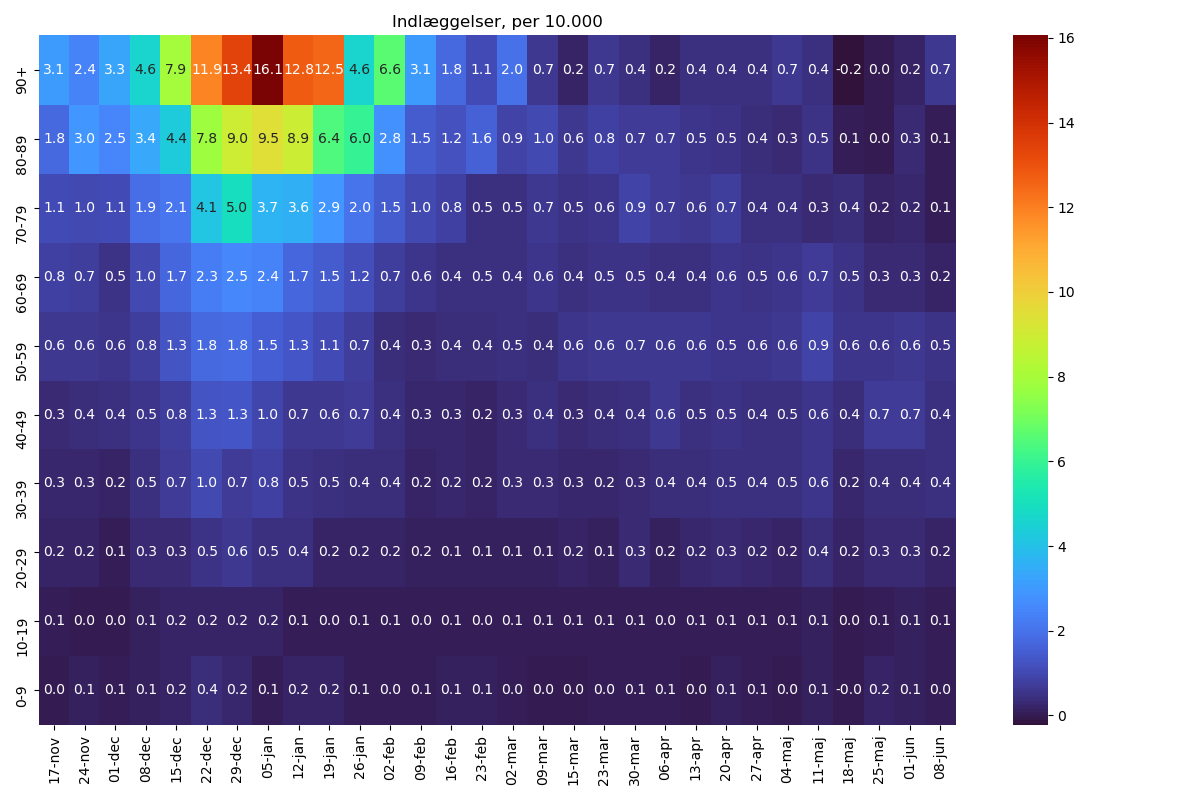 Indlæggelser, per 10.000
90+ 3.1 2.4 3.3 4.6 7.9 11.9 13.4 16.1 12.8 12.5 4.6 6.6 3.1 1.8 1.1 2.0 0.7 0.2 0.7 0.4 0.2 0.4 0.4 0.4 0.7 0.4 -0.2 0.0 0.2 0.7
80-89 1.8 3.0 2.5 3.4 4.4 7.8 9.0 9.5 8.9 6.4 6.0 2.8 1.5 1.2 1.6 0.9 1.0 0.6 0.8 0.7 0.7 0.5 0.5 0.4 0.3 0.5 0.1 0.0 0.3 0.1
70-79 1.1 1.0 1.1 1.9 2.1 4.1 5.0 3.7 3.6 2.9 2.0 1.5 1.0 0.8 0.5 0.5 0.7 0.5 0.6 0.9 0.7 0.6 0.7 0.4 0.4 0.3 0.4 0.2 0.2 0.1
60-69 0.8 0.7 0.5 1.0 1.7 2.3 2.5 2.4 1.7 1.5 1.2 0.7 0.6 0.4 0.5 0.4 0.6 0.4 0.5 0.5 0.4 0.4 0.6 0.5 0.6 0.7 0.5 0.3 0.3 0.2
50-59 0.6 0.6 0.6 0.8 1.3 1.8 1.8 1.5 1.3 1.1 0.7 0.4 0.3 0.4 0.4 0.5 0.4 0.6 0.6 0.7 0.6 0.6 0.5 0.6 0.6 0.9 0.6 0.6 0.6 0.5
40-49 0.3 0.4 0.4 0.5 0.8 1.3 1.3 1.0 0.7 0.6 0.7 0.4 0.3 0.3 0.2 0.3 0.4 0.3 0.4 0.4 0.6 0.5 0.5 0.4 0.5 0.6 0.4 0.7 0.7 0.4
30-39 0.3 0.3 0.2 0.5 0.7 1.0 0.7 0.8 0.5 0.5 0.4 0.4 0.2 0.2 0.2 0.3 0.3 0.3 0.2 0.3 0.4 0.4 0.5 0.4 0.5 0.6 0.2 0.4 0.4 0.4
20-29 0.2 0.2 0.1 0.3 0.3 0.5 0.6 0.5 0.4 0.2 0.2 0.2 0.2 0.1 0.1 0.1 0.1 0.2 0.1 0.3 0.2 0.2 0.3 0.2 0.2 0.4 0.2 0.3 0.3 0.2
10-19 0.1 0.0 0.0 0.1 0.2 0.2 0.2 0.2 0.1 0.0 0.1 0.1 0.0 0.1 0.0 0.1 0.1 0.1 0.1 0.1 0.0 0.1 0.1 0.1 0.1 0.1 0.0 0.1 0.1 0.1
0-9 0.0 0.1 0.1 0.1 0.2 0.4 0.2 0.1 0.2 0.2 0.1 0.0 0.1 0.1 0.1 0.0 0.0 0.0 0.0 0.1 0.1 0.0 0.1 0.1 0.0 0.1 -0.0 0.2 0.1 0.0
17-nov 24-nov 01-dec 08-dec 15-dec 22-dec 29-dec 05-jan 12-jan 19-jan 26-jan 02-feb 09-feb 16-feb 23-feb 02-mar 09-mar 15-mar 23-mar 30-mar 06-apr 13-apr 20-apr 27-apr 04-maj 11-maj 18-maj 25-maj 01-jun 08-jun
16
14
12
10
8
6
4
2
0